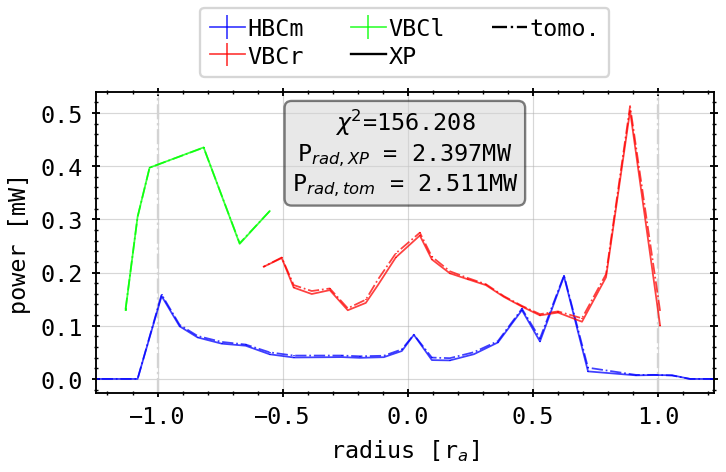 HBCm VBCl tomo.
VBCr XP
χ²=156.208
P_rad,XP = 2.397MW
P_rad,tom = 2.511MW
power [mW]
0.5
0.4
0.3
0.2
0.1
0.0
−1.0 −0.5 0.0 0.5 1.0
radius [r_a]